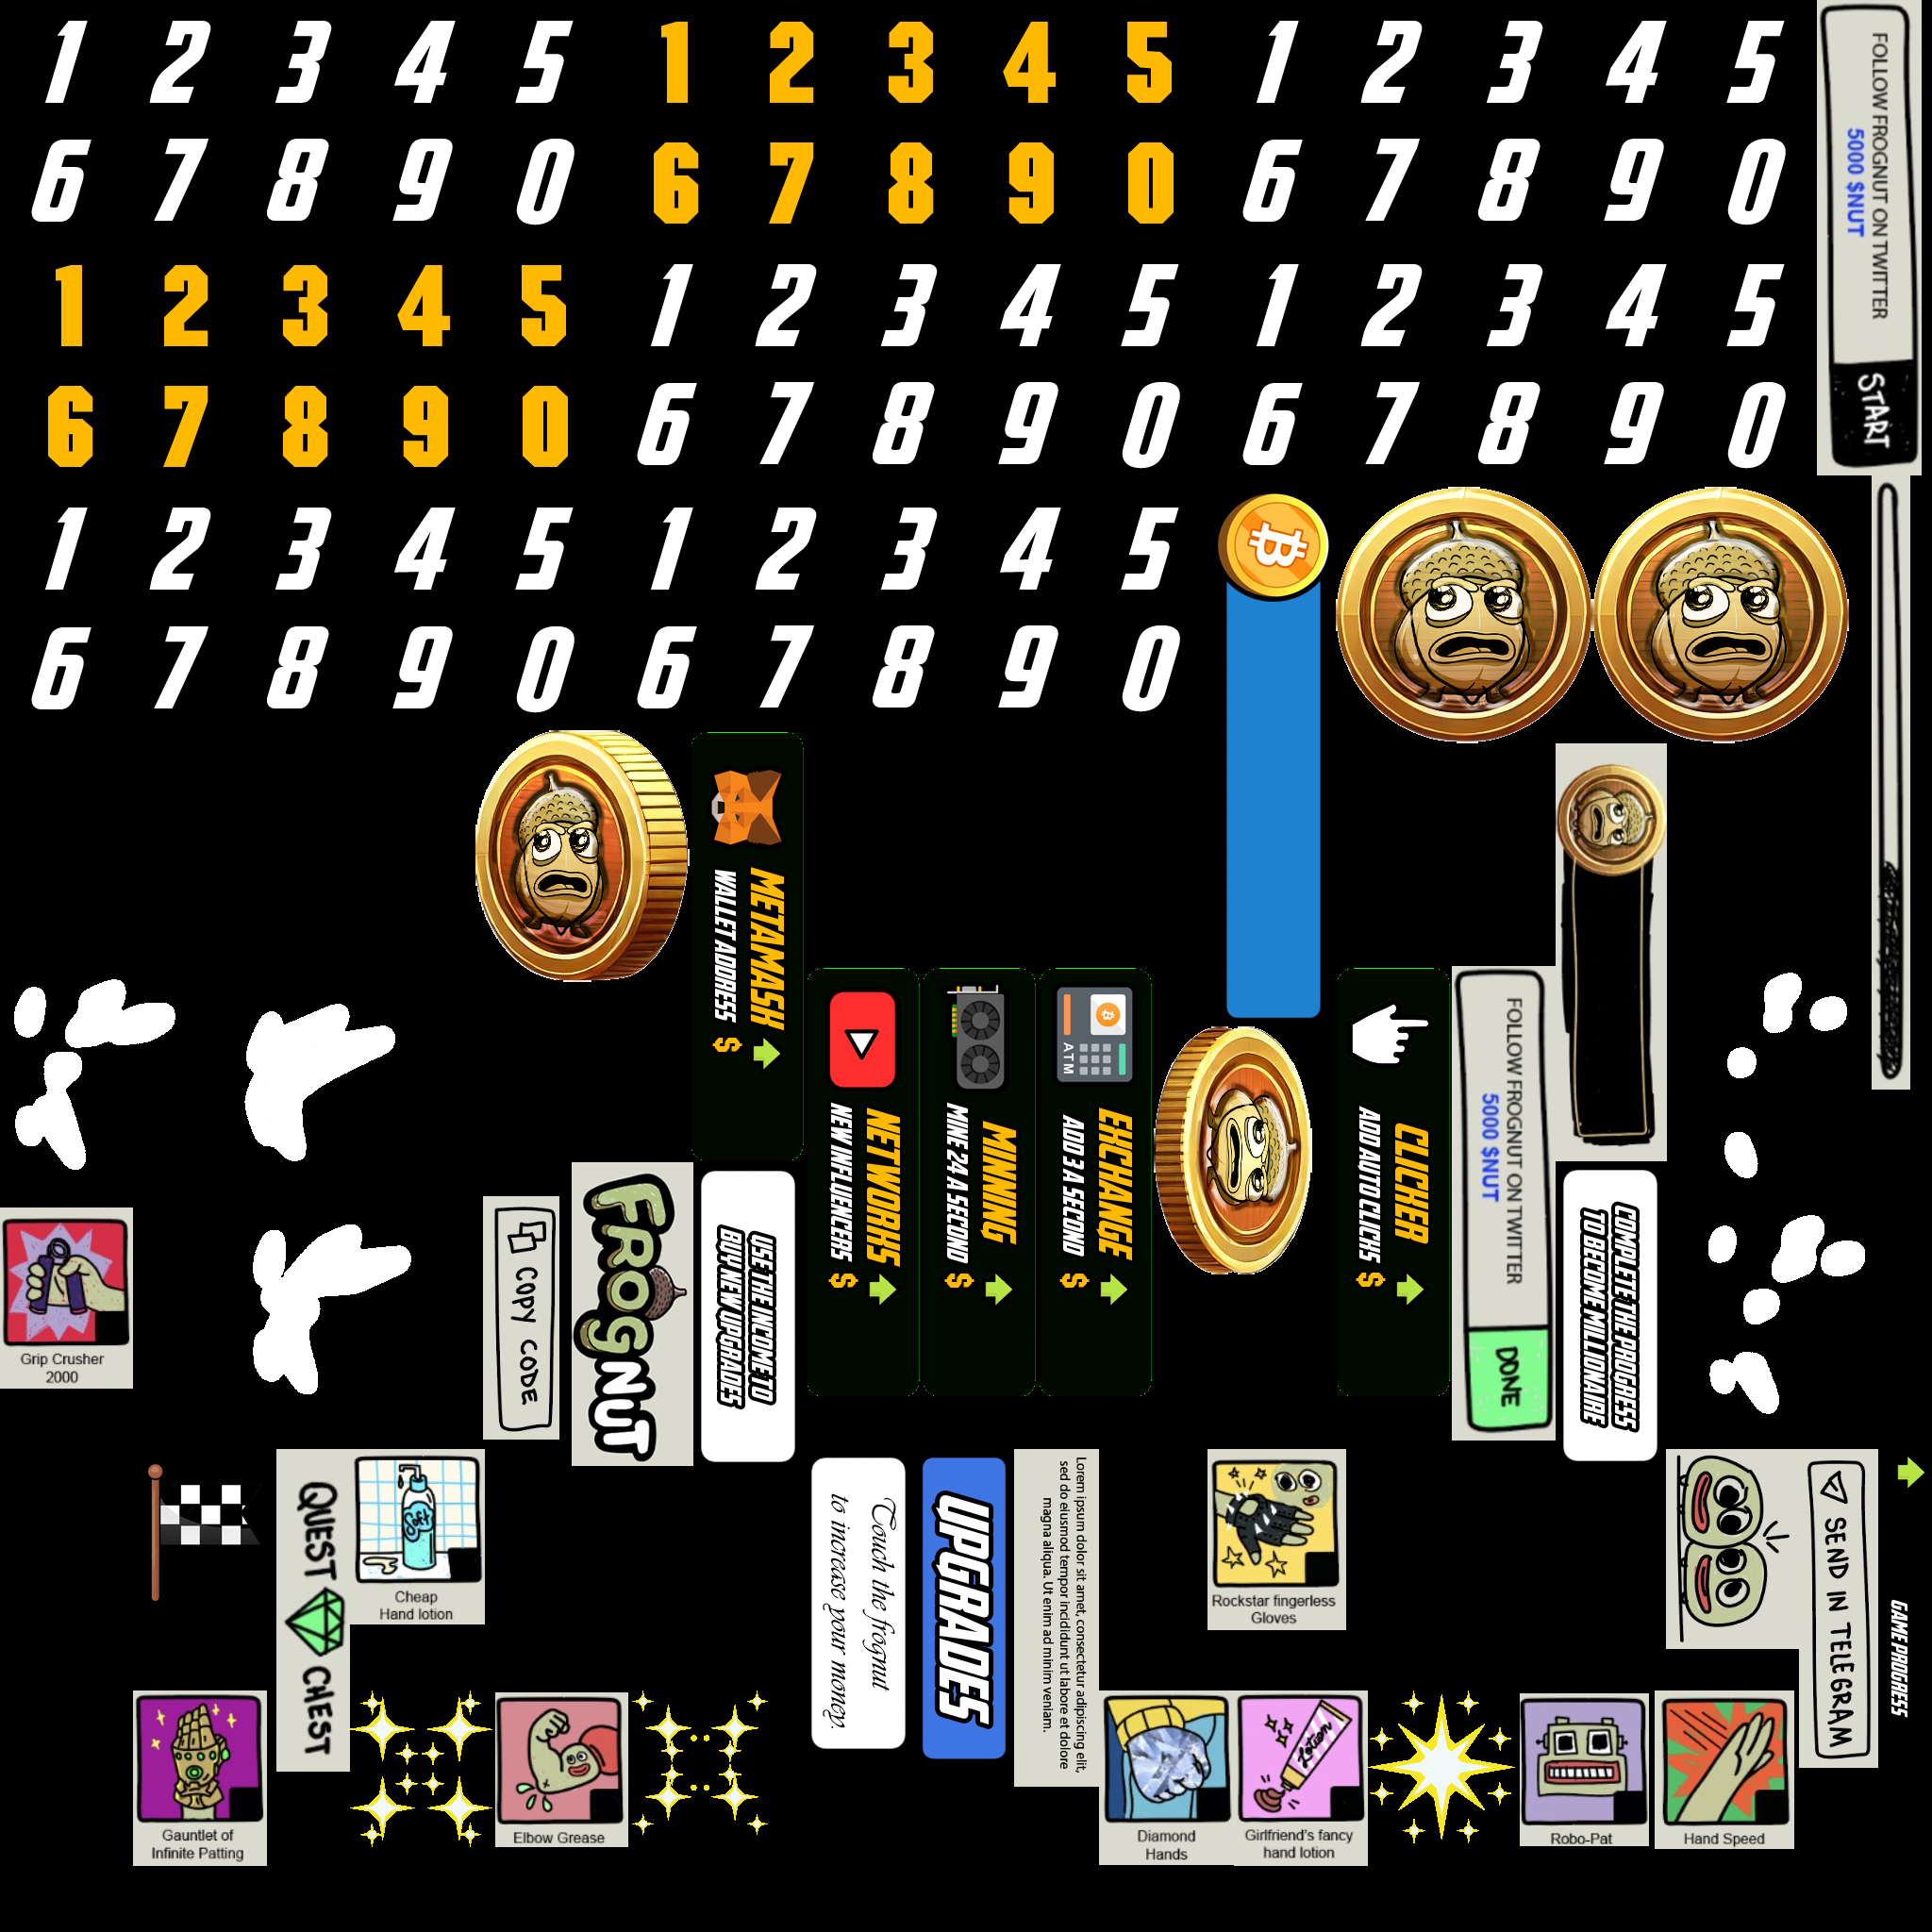 1 2 3 4 5 1 2 3 4 5 1 2 3 4 5
6 7 8 9 0 6 7 8 9 0 6 7 8 9 0
1 2 3 4 5 1 2 3 4 5 1 2 3 4 5
6 7 8 9 0 6 7 8 9 0 6 7 8 9 0
1 2 3 4 5 1 2 3 4 5
6 7 8 9 0 6 7 8 9 0
FOLLOW FROGNUT ON TWITTER
5000 $NUT
START
METAMASK
WALLET ADDRESS
$
NETWORKS
NEW INFLUENCERS
$
MINING
MINE 24 A SECOND
$
ATM
EXCHANGE
ADD 3 A SECOND
$
CLICKER
ADD AUTO CLICKS
$
FOLLOW FROGNUT ON TWITTER
5000 $NUT
DONE
COMPLETE THE PROGRESS
TO BECOME MILLIONAIRE
Grip Crusher
2000
COPY CODE
FROGNUT
USE THE INCOME TO
BUY NEW UPGRADES
QUEST CHEST
Cheap
Hand lotion
Touch the frognut
to increase your money.
UPGRADES
Lorem ipsum dolor sit amet, consectetur adipiscing elit,
sed do eiusmod tempor incididunt ut labore et dolore
magna aliqua. Ut enim ad minim veniam.
Rockstar fingerless
Gloves
SEND IN TELEGRAM
GAME PROGRESS
Gauntlet of
Infinite Patting
Elbow Grease
Diamond
Hands
Lotion
Girlfriend's fancy
hand lotion
Robo-Pat
Hand Speed